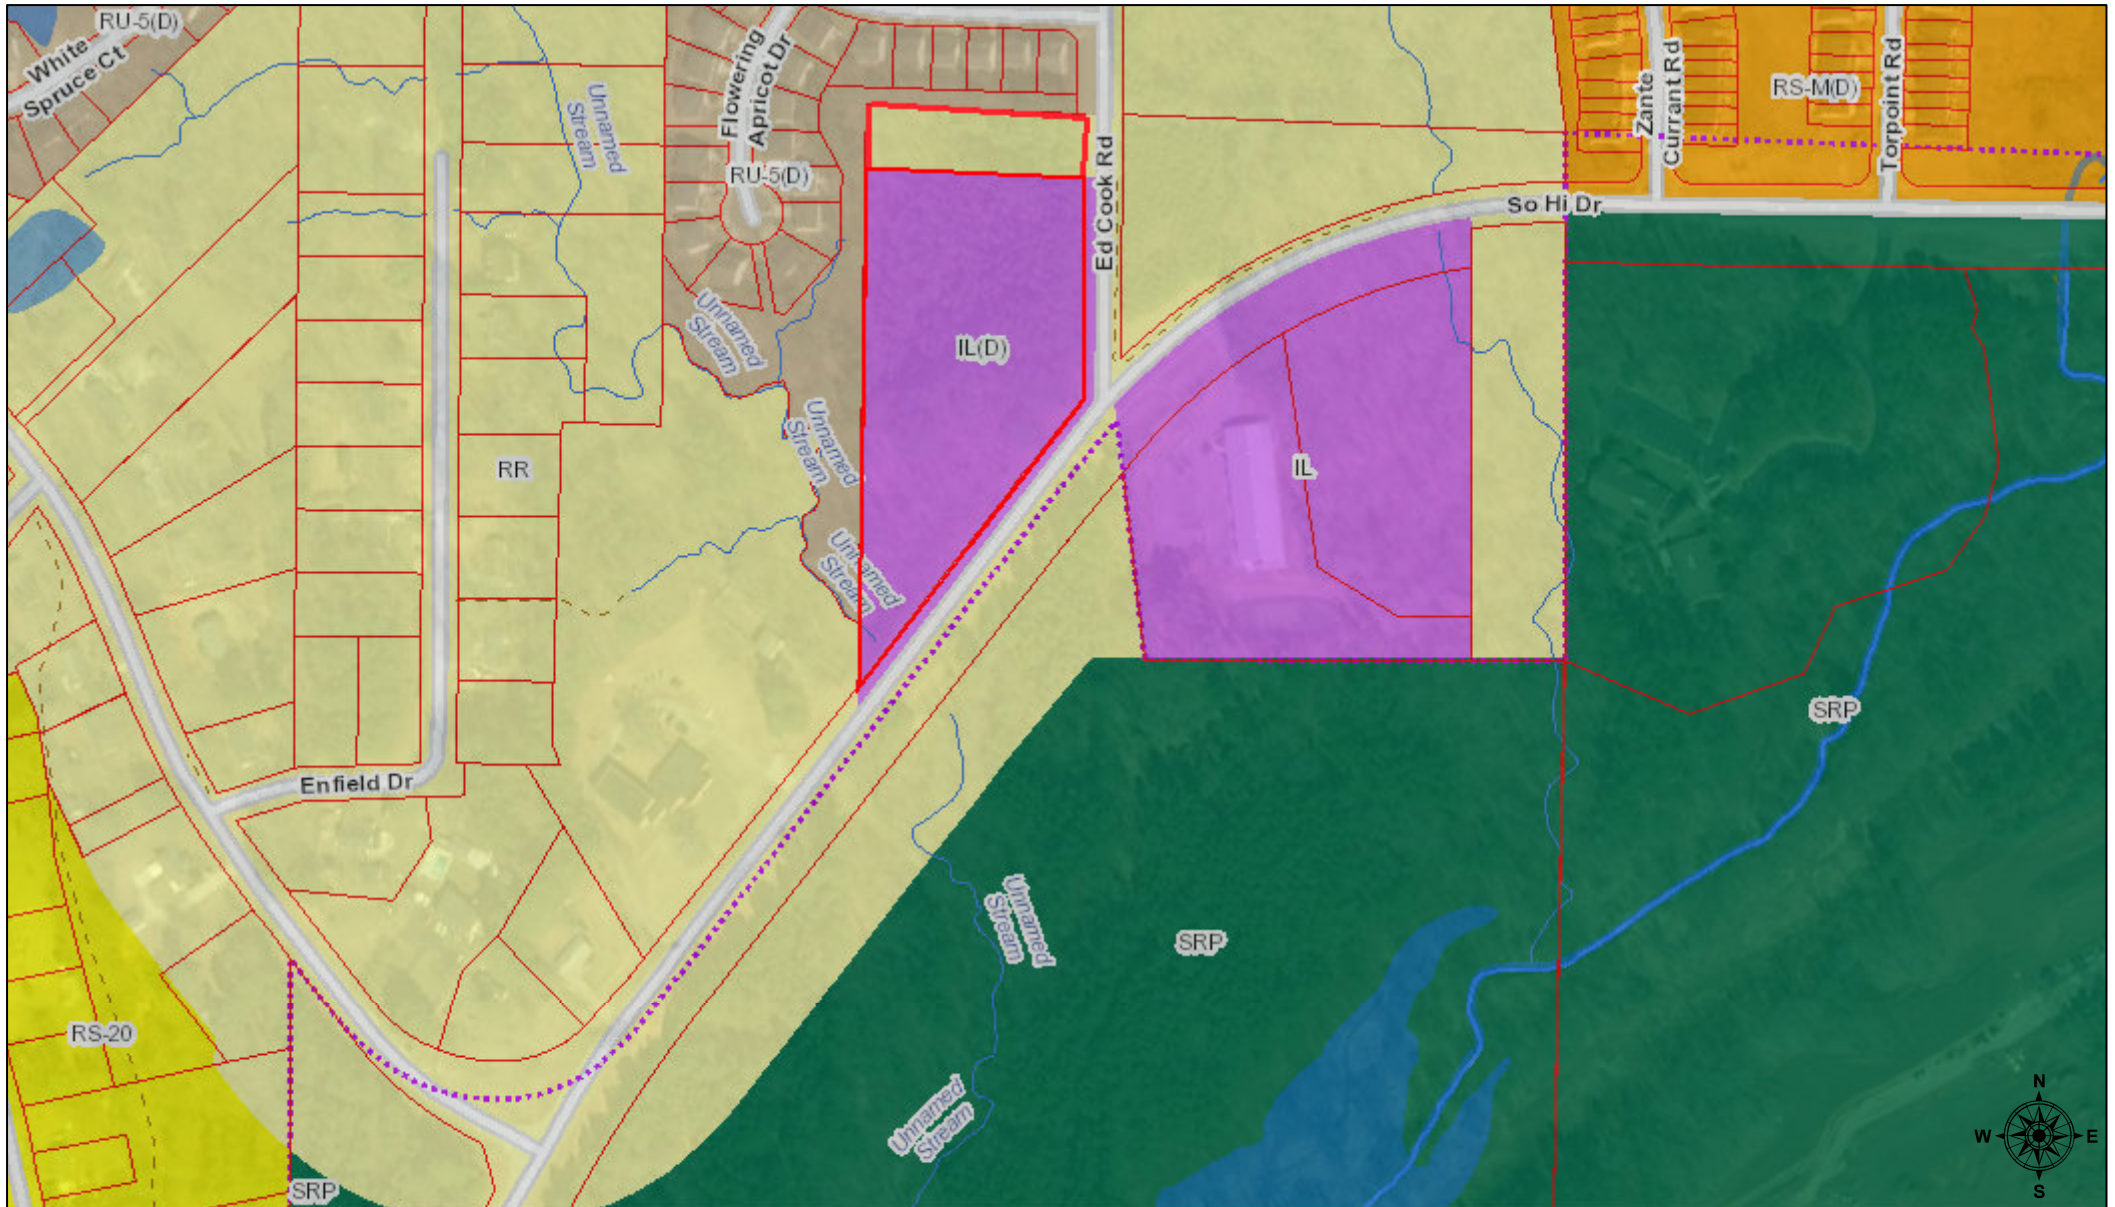 RU-5(D)
White
Spruce Ct
Flowering
Apricot Dr
Unnamed
Stream
RU-5(D)
Zante
Currant Rd
RS-M(D)
Torpoint Rd
Ed Cook Rd
So Hi Dr
Unnamed
Stream
IL(D)
Unnamed
Stream
RR
IL
Unnamed
Stream
Enfield Dr
SRP
Unnamed
Stream
SRP
RS-20
Unnamed
Stream
SRP
N
W
E
S